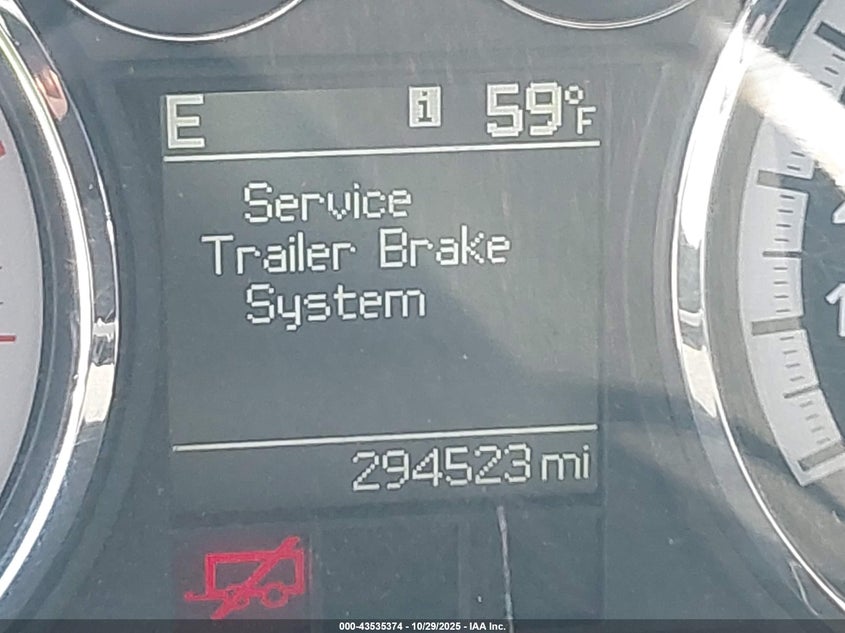 E i 59°F
Service
Trailer Brake
System
294523 mi
000-43535374 - 10/29/2025 - IAA Inc.